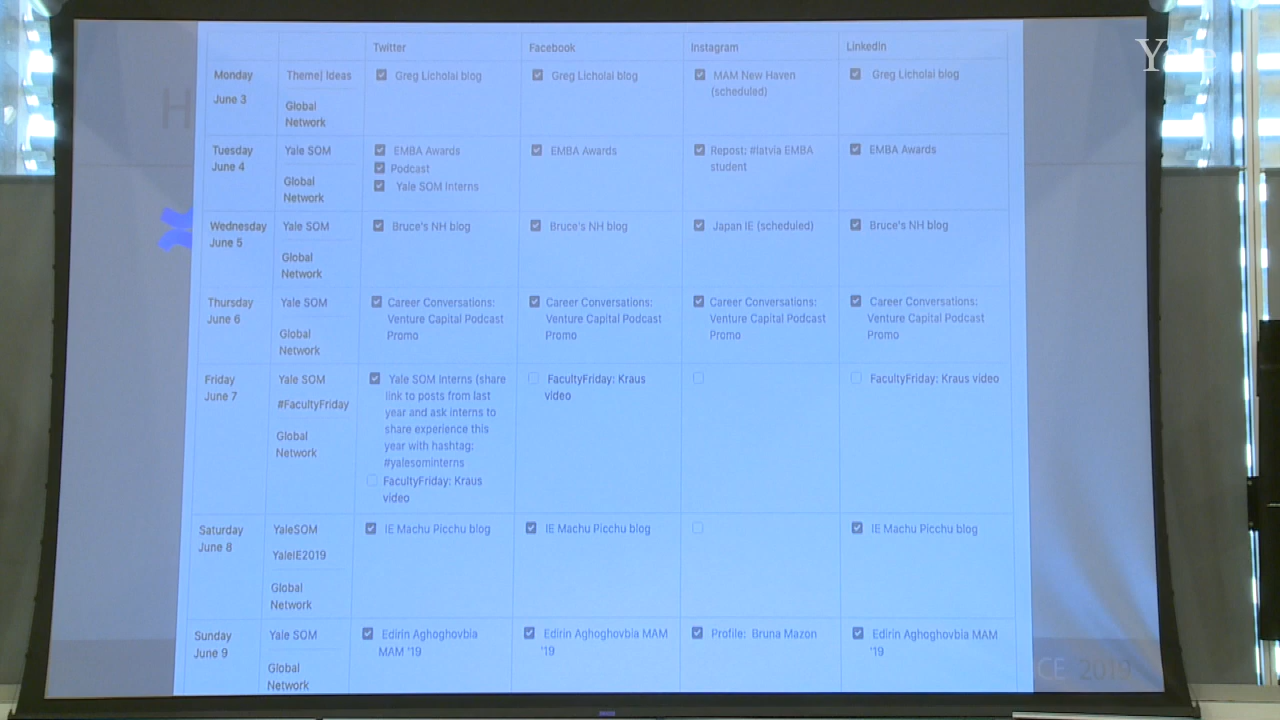 Yale
Twitter
Facebook
Instagram
LinkedIn
Monday
June 3
Theme| Ideas
Global
Network
Greg Licholai blog
Greg Licholai blog
MAM New Haven
(scheduled)
Greg Licholai blog
Tuesday
June 4
Yale SOM
Global
Network
EMBA Awards
Podcast
Yale SOM Interns
EMBA Awards
Repost: #latvia EMBA
student
EMBA Awards
Wednesday
June 5
Yale SOM
Global
Network
Bruce's NH blog
Bruce's NH blog
Japan IE (scheduled)
Bruce's NH blog
Thursday
June 6
Yale SOM
Global
Network
Career Conversations:
Venture Capital Podcast
Promo
Career Conversations:
Venture Capital Podcast
Promo
Career Conversations:
Venture Capital Podcast
Promo
Career Conversations:
Venture Capital Podcast
Promo
Friday
June 7
Yale SOM
#FacultyFriday
Global
Network
Yale SOM Interns (share
link to posts from last
year and ask interns to
share experience this
year with hashtag:
#yalesominterns
FacultyFriday: Kraus
video
FacultyFriday: Kraus
video
FacultyFriday: Kraus video
Saturday
June 8
YaleSOM
YaleIE2019
Global
Network
IE Machu Picchu blog
IE Machu Picchu blog
IE Machu Picchu blog
Sunday
June 9
Yale SOM
Global
Network
Edirin Aghoghovbia
MAM '19
Edirin Aghoghovbia MAM
'19
Profile: Bruna Mazon
Edirin Aghoghovbia MAM
'19
2019